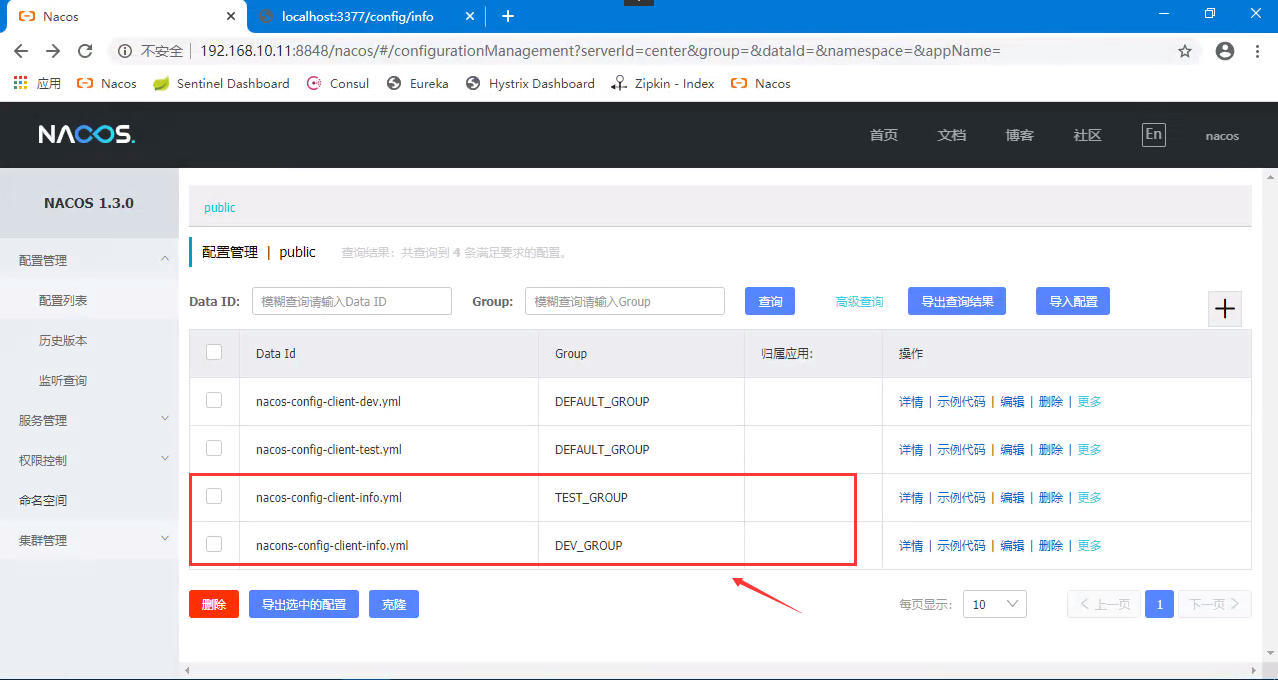 Nacos
localhost:3377/config/info
不安全 192.168.10.11:8848/nacos/#/configurationManagement?serverId=center&group=&dataId=&namespace=&appName=
应用 Nacos Sentinel Dashboard Consul Eureka Hystrix Dashboard Zipkin - Index Nacos
NACOS.
首页 文档 博客 社区 En nacos
NACOS 1.3.0
配置管理
配置列表
历史版本
监听查询
服务管理
权限控制
命名空间
集群管理
public
配置管理 | public 查询结果：共查询到 4 条满足要求的配置。
Data ID: 模糊查询请输入Data ID Group: 模糊查询请输入Group 查询 高级查询 导出查询结果 导入配置
Data Id Group 归属应用: 操作
nacos-config-client-dev.yml DEFAULT_GROUP 详情 | 示例代码 | 编辑 | 删除 | 更多
nacos-config-client-test.yml DEFAULT_GROUP 详情 | 示例代码 | 编辑 | 删除 | 更多
nacos-config-client-info.yml TEST_GROUP 详情 | 示例代码 | 编辑 | 删除 | 更多
nacons-config-client-info.yml DEV_GROUP 详情 | 示例代码 | 编辑 | 删除 | 更多
删除 导出选中的配置 克隆 每页显示: 10 上一页 1 下一页